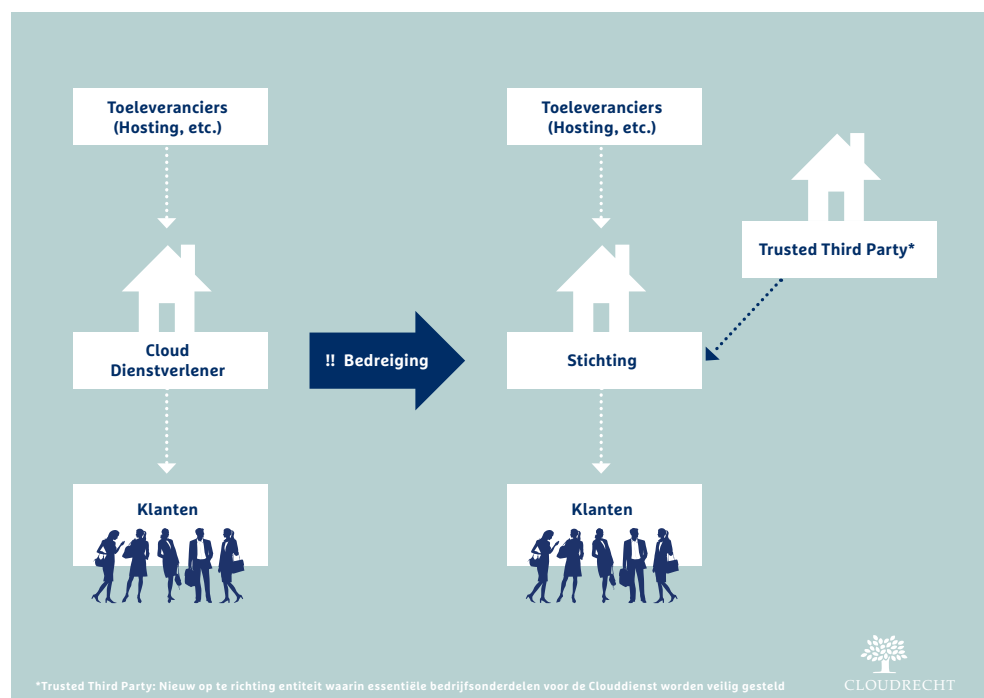 Toeleveranciers
(Hosting, etc.)
Toeleveranciers
(Hosting, etc.)
Trusted Third Party*
Cloud
Dienstverlener
!! Bedreiging
Stichting
Klanten
Klanten
*Trusted Third Party: Nieuw op te richting entiteit waarin essentiële bedrijfsonderdelen voor de Clouddienst worden veilig gesteld
CLOUDRECHT